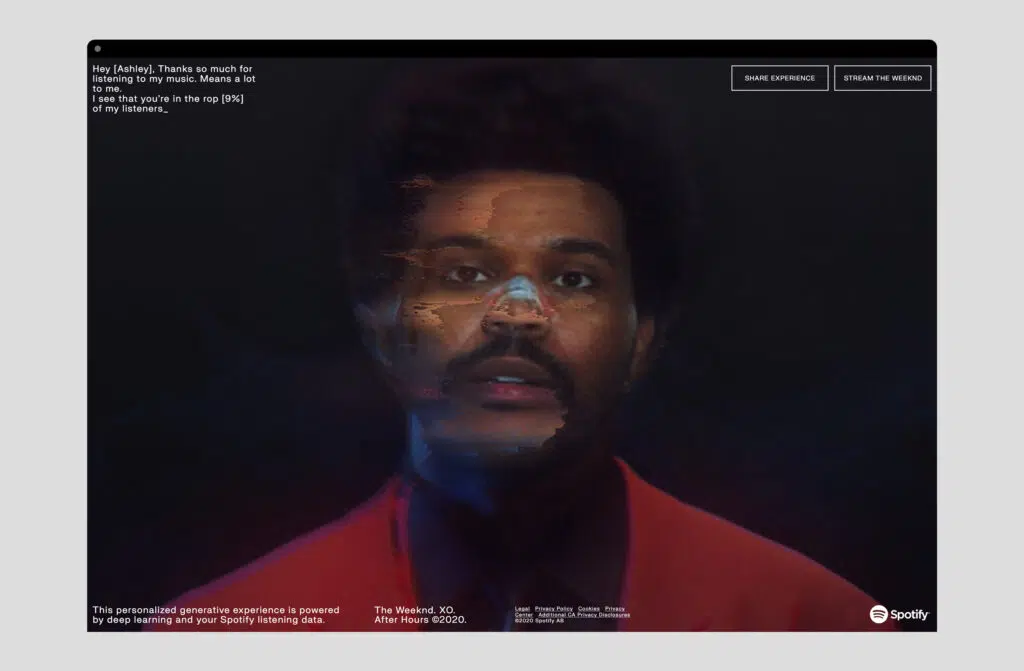 Hey [Ashley], Thanks so much for
listening to my music. Means a lot
to me.
I see that you're in the rop [9%]
of my listeners_
SHARE EXPERIENCE
STREAM THE WEEKND
This personalized generative experience is powered
by deep learning and your Spotify listening data.
The Weeknd. XO.
After Hours ©2020.
Legal Privacy Policy Cookies Privacy
Center Additional CA Privacy Disclosures
©2020 Spotify AB
Spotify